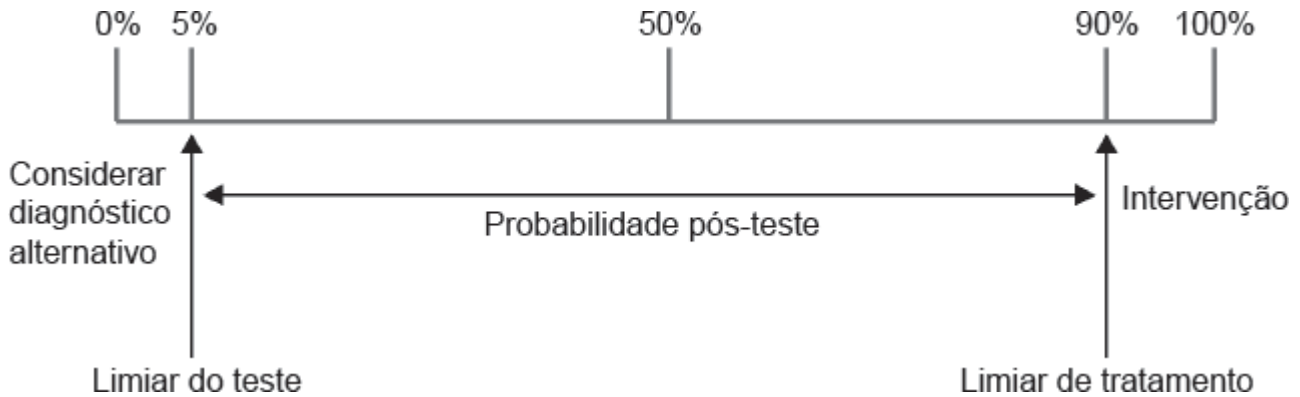 0% 5% 50% 90% 100%
Considerar
diagnóstico
alternativo
Probabilidade pós-teste
Intervenção
Limiar do teste
Limiar de tratamento